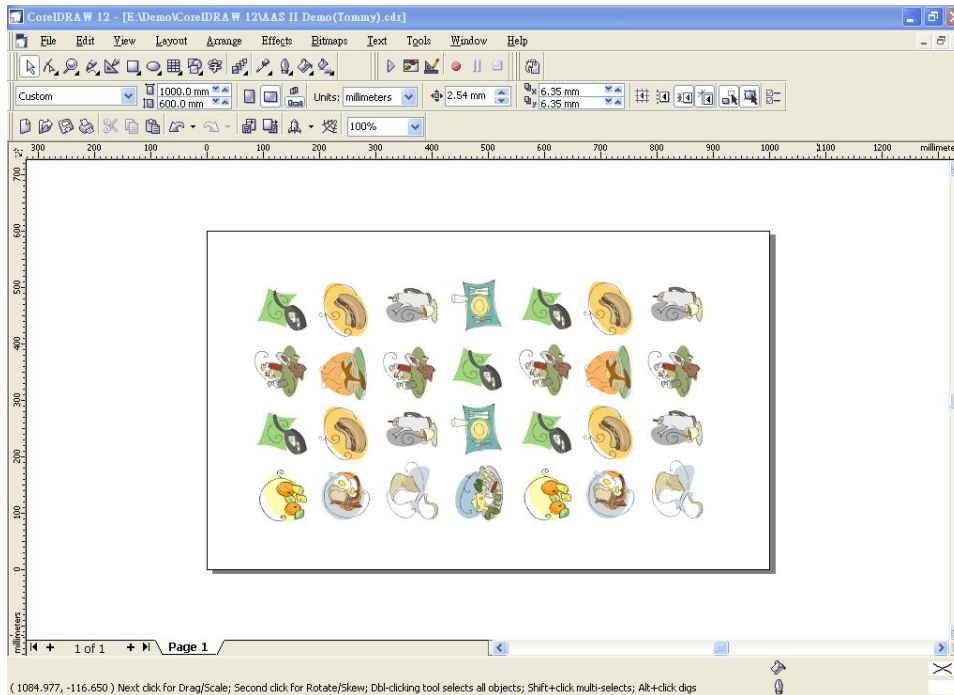 CorelDRAW 12 - [E:\Demo\CorelDRAW 12\AAS II Demo(Tommy).cdr]
File Edit View Layout Arrange Effects Bitmaps Text Tools Window Help
字
Custom 1000.0 mm 600.0 mm Units: millimeters 2.54 mm x 6.35 mm y 6.35 mm
100%
300 200 100 0 100 200 300 400 500 600 700 800 900 1000 1100 1200 millimete
700
600
500
400
300
200
100
0
millimeters
1 of 1 Page 1
( 1084.977, -116.650 ) Next click for Drag/Scale; Second click for Rotate/Skew; Dbl-clicking tool selects all objects; Shift+click multi-selects; Alt+click digs